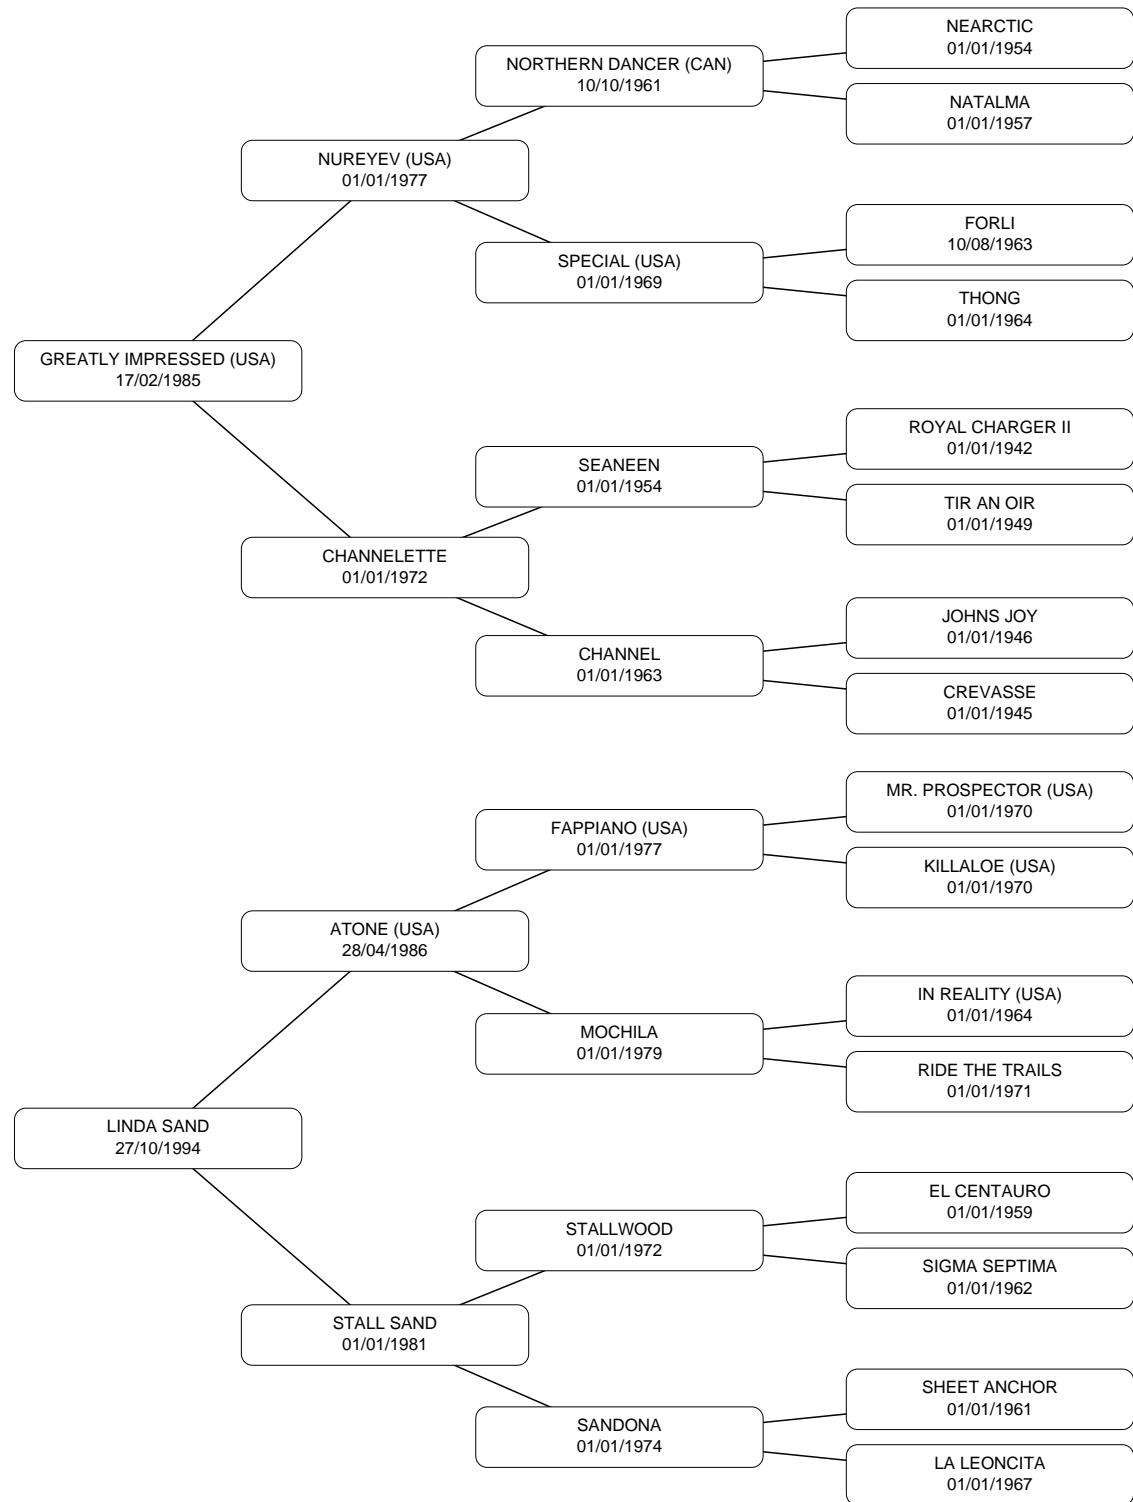 NEARCTIC
01/01/1954
NORTHERN DANCER (CAN)
10/10/1961
NATALMA
01/01/1957
NUREYEV (USA)
01/01/1977
FORLI
10/08/1963
SPECIAL (USA)
01/01/1969
THONG
01/01/1964
GREATLY IMPRESSED (USA)
17/02/1985
ROYAL CHARGER II
01/01/1942
SEANEEN
01/01/1954
TIR AN OIR
01/01/1949
CHANNELETTE
01/01/1972
JOHNS JOY
01/01/1946
CHANNEL
01/01/1963
CREVASSE
01/01/1945
MR. PROSPECTOR (USA)
01/01/1970
FAPPIANO (USA)
01/01/1977
KILLALOE (USA)
01/01/1970
ATONE (USA)
28/04/1986
IN REALITY (USA)
01/01/1964
MOCHILA
01/01/1979
RIDE THE TRAILS
01/01/1971
LINDA SAND
27/10/1994
EL CENTAURO
01/01/1959
STALLWOOD
01/01/1972
SIGMA SEPTIMA
01/01/1962
STALL SAND
01/01/1981
SHEET ANCHOR
01/01/1961
SANDONA
01/01/1974
LA LEONCITA
01/01/1967